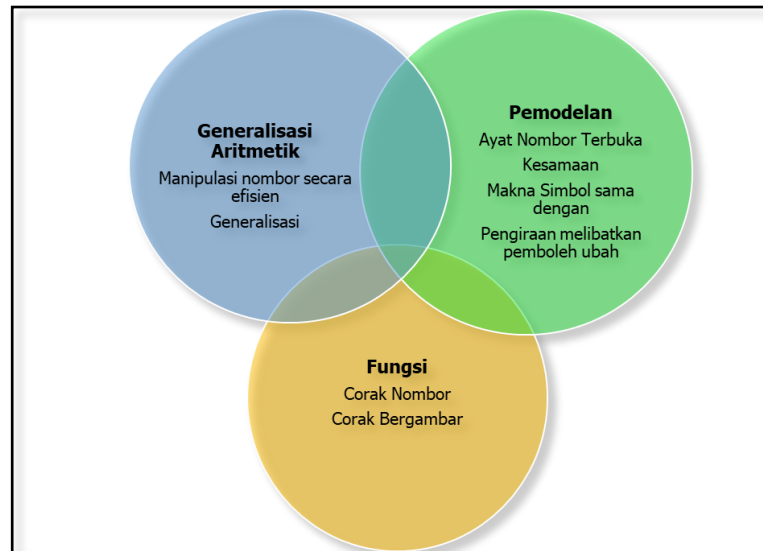 Generalisasi
Aritmetik
Manipulasi nombor secara
efisien
Generalisasi
Pemodelan
Ayat Nombor Terbuka
Kesamaan
Makna Simbol sama
dengan
Pengiraan melibatkan
pemboleh ubah
Fungsi
Corak Nombor
Corak Bergambar